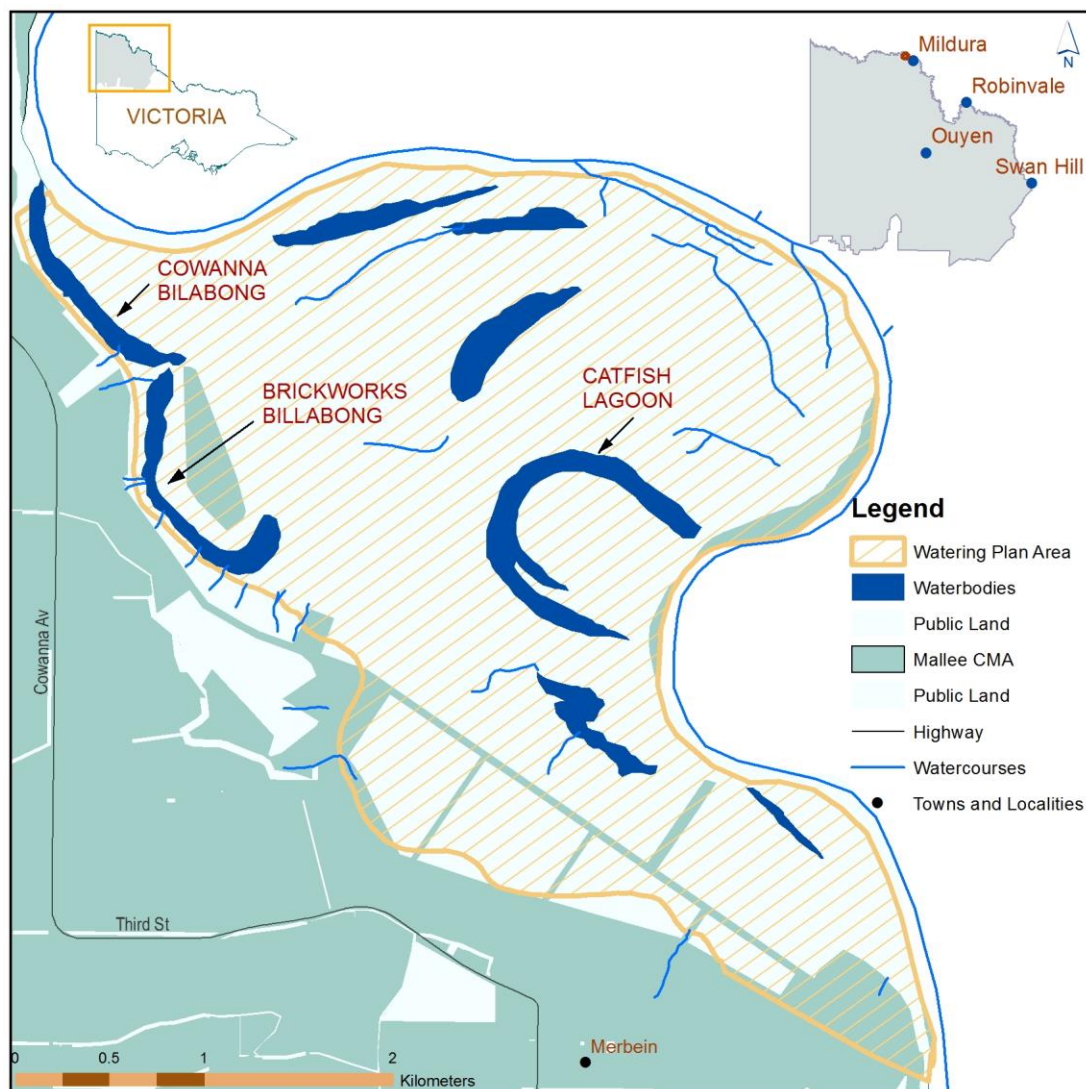 VICTORIA
Mildura
N
Robinvale
Ouyen
Swan Hill
COWANNA
BILABONG
BRICKWORKS
BILLABONG
CATFISH
LAGOON
Cowanna Av
Third St
Merbein
Legend
Watering Plan Area
Waterbodies
Public Land
Mallee CMA
Public Land
Highway
Watercourses
Towns and Localities
0 0.5 1 2
Kilometers